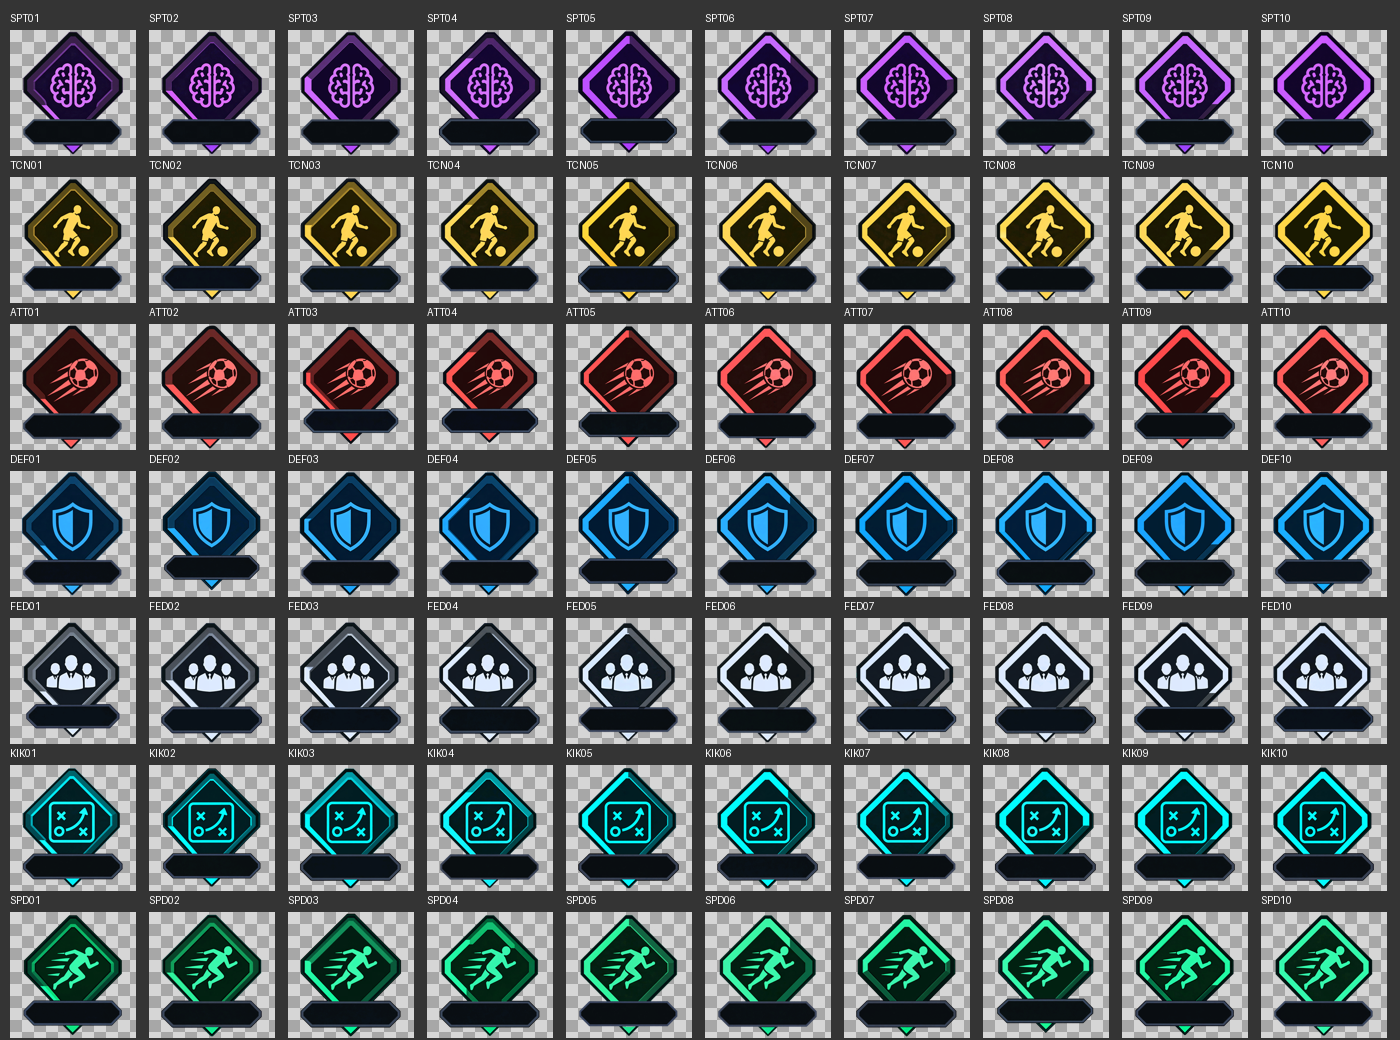 SPT01 SPT02 SPT03 SPT04 SPT05 SPT06 SPT07 SPT08 SPT09 SPT10
TCN01 TCN02 TCN03 TCN04 TCN05 TCN06 TCN07 TCN08 TCN09 TCN10
ATT01 ATT02 ATT03 ATT04 ATT05 ATT06 ATT07 ATT08 ATT09 ATT10
DEF01 DEF02 DEF03 DEF04 DEF05 DEF06 DEF07 DEF08 DEF09 DEF10
FED01 FED02 FED03 FED04 FED05 FED06 FED07 FED08 FED09 FED10
KIK01 KIK02 KIK03 KIK04 KIK05 KIK06 KIK07 KIK08 KIK09 KIK10
SPD01 SPD02 SPD03 SPD04 SPD05 SPD06 SPD07 SPD08 SPD09 SPD10